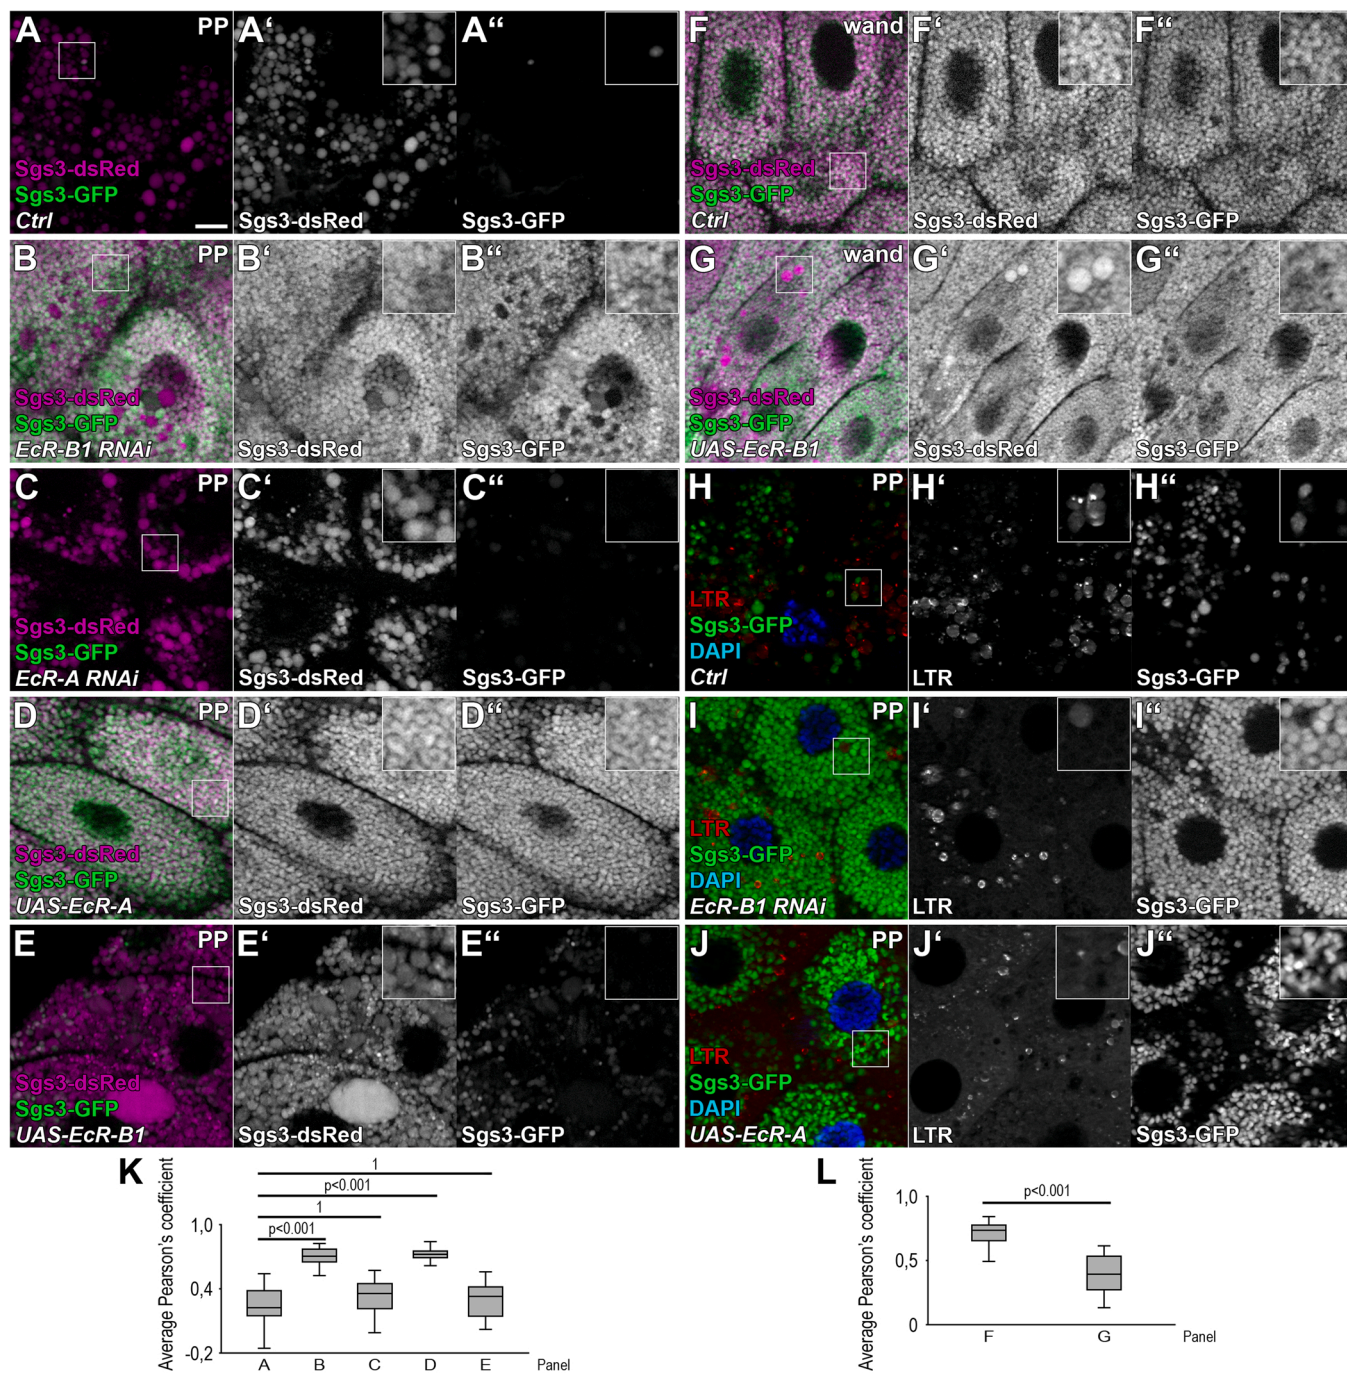 A PP
Sgs3-dsRed
Sgs3-GFP
Ctrl
A‘
Sgs3-dsRed
A“
Sgs3-GFP
F wand
Sgs3-dsRed
Sgs3-GFP
Ctrl
F‘
Sgs3-dsRed
F“
Sgs3-GFP
B PP
Sgs3-dsRed
Sgs3-GFP
EcR-B1 RNAi
B‘
Sgs3-dsRed
B“
Sgs3-GFP
G wand
Sgs3-dsRed
Sgs3-GFP
UAS-EcR-B1
G‘
Sgs3-dsRed
G“
Sgs3-GFP
C PP
Sgs3-dsRed
Sgs3-GFP
EcR-A RNAi
C‘
Sgs3-dsRed
C“
Sgs3-GFP
H PP
LTR
Sgs3-GFP
DAPI
Ctrl
H‘
LTR
H“
Sgs3-GFP
D PP
Sgs3-dsRed
Sgs3-GFP
UAS-EcR-A
D‘
Sgs3-dsRed
D“
Sgs3-GFP
I PP
LTR
Sgs3-GFP
DAPI
EcR-B1 RNAi
I‘
LTR
I“
Sgs3-GFP
E PP
Sgs3-dsRed
Sgs3-GFP
UAS-EcR-B1
E‘
Sgs3-dsRed
E“
Sgs3-GFP
J PP
LTR
Sgs3-GFP
DAPI
UAS-EcR-A
J‘
LTR
J“
Sgs3-GFP
K
Average Pearson's coefficient
1
p<0.001
1
p<0.001
1,0
0,4
-0,2
A B C D E Panel
L
Average Pearson's coefficient
p<0.001
1,0
0,5
0
F G Panel